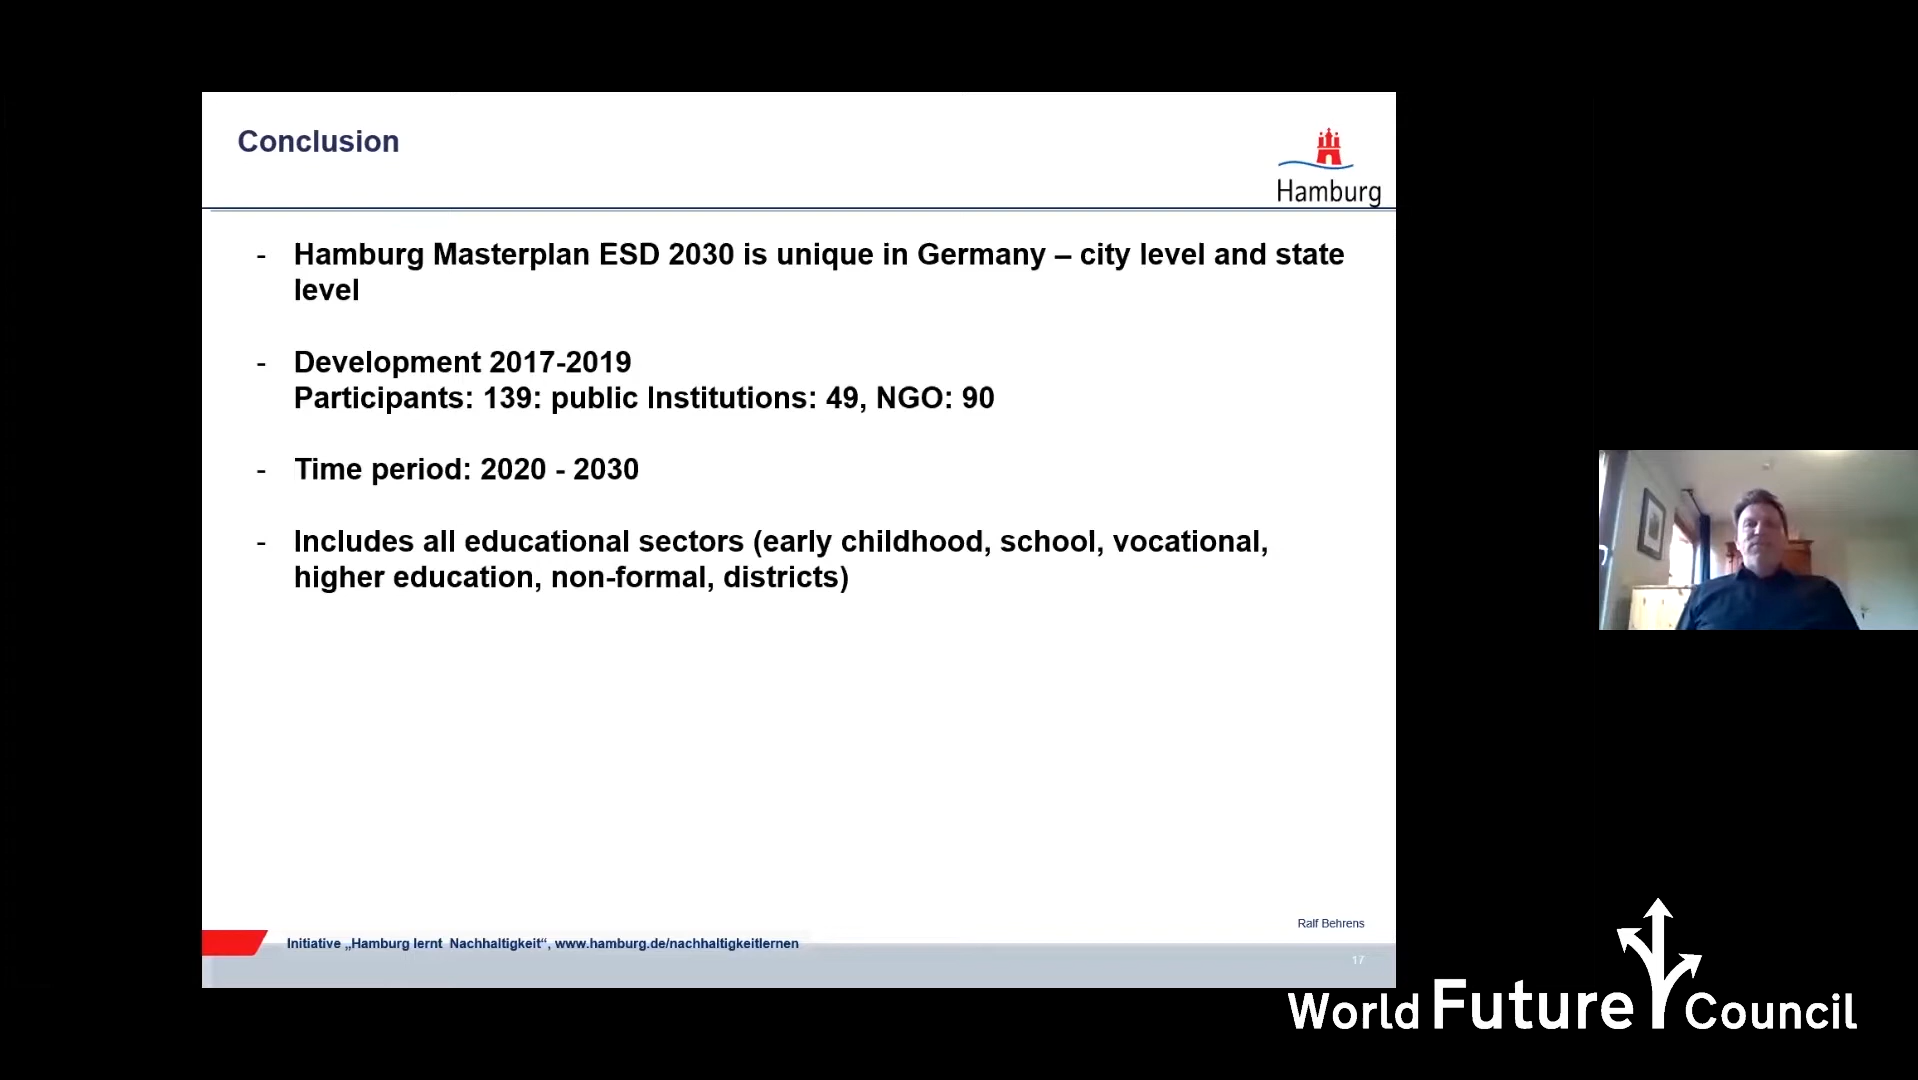 Conclusion
Hamburg
- Hamburg Masterplan ESD 2030 is unique in Germany – city level and state
level
- Development 2017-2019
Participants: 139: public Institutions: 49, NGO: 90
- Time period: 2020 - 2030
- Includes all educational sectors (early childhood, school, vocational,
higher education, non-formal, districts)
Ralf Behrens
Initiative „Hamburg lernt Nachhaltigkeit“, www.hamburg.de/nachhaltigkeitlernen
17
World Future Council